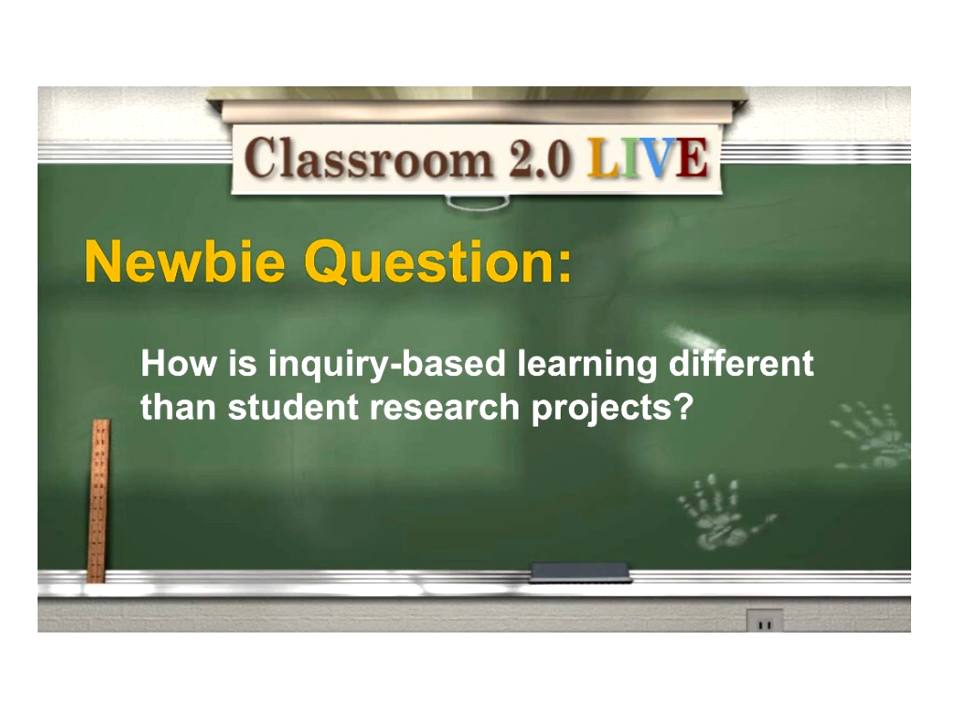 Classroom 2.0 LIVE
Newbie Question:
How is inquiry-based learning different
than student research projects?